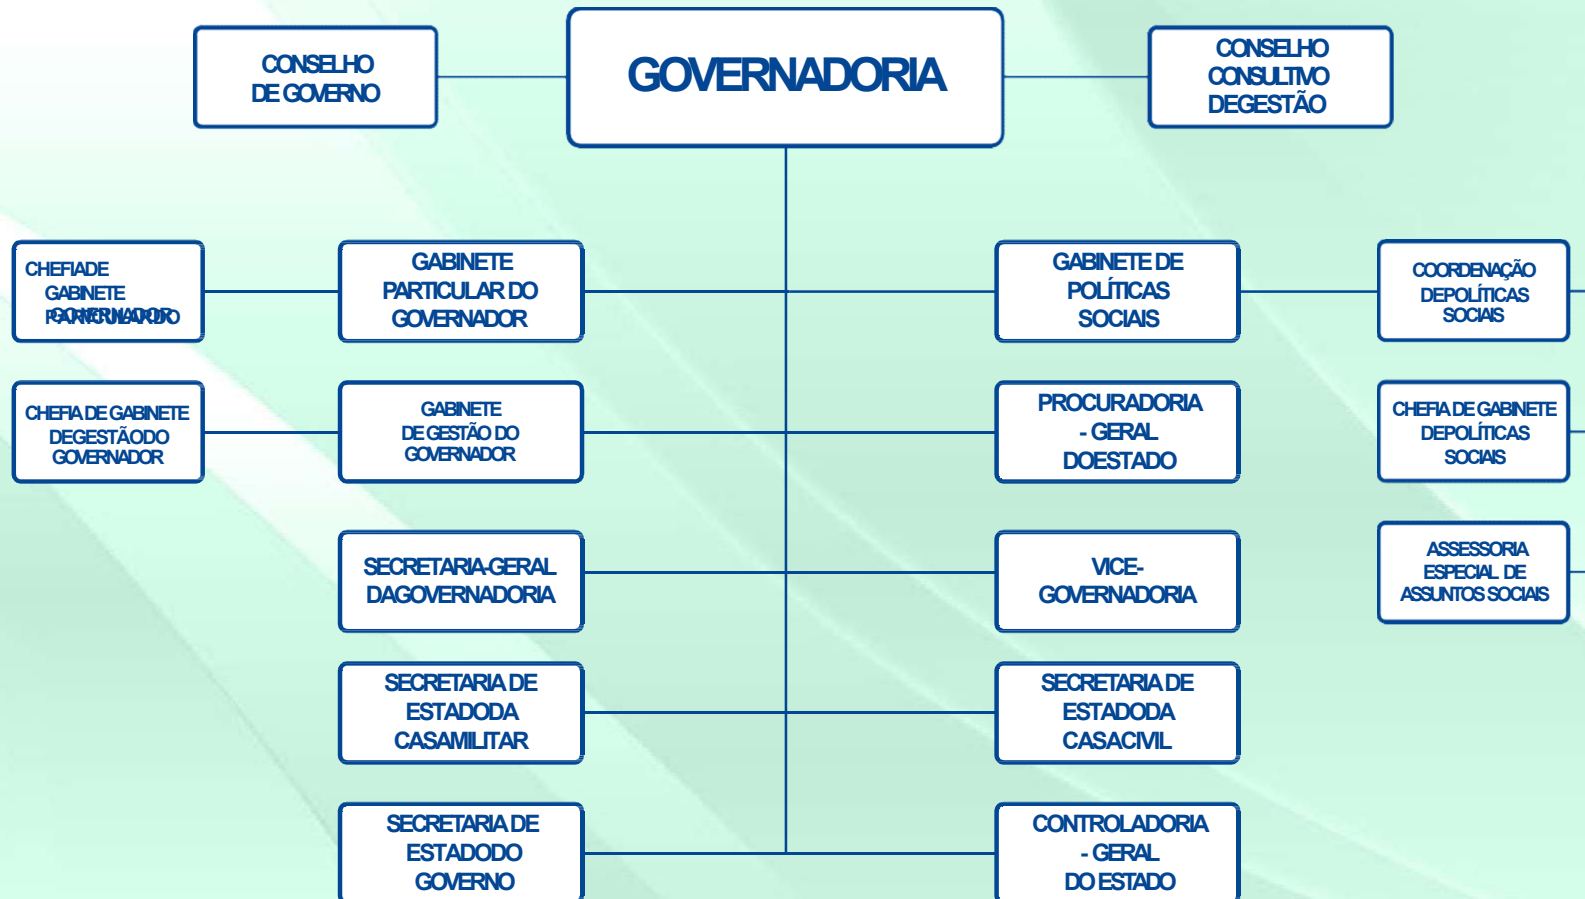 CONSELHO
DE GOVERNO
GOVERNADORIA
CONSELHO
CONSULTIVO
DEGESTÃO
CHEFIADE
GABINETE
PARTICULARDO
GOVERNADOR
GABINETE
PARTICULAR DO
GOVERNADOR
GABINETE DE
POLÍTICAS
SOCIAIS
COORDENAÇÃO
DEPOLÍTICAS
SOCIAIS
CHEFIA DE GABINETE
DEGESTÃODO
GOVERNADOR
GABINETE
DE GESTÃO DO
GOVERNADOR
PROCURADORIA
- GERAL
DOESTADO
CHEFIA DE GABINETE
DEPOLÍTICAS
SOCIAIS
SECRETARIA-GERAL
DAGOVERNADORIA
VICE-
GOVERNADORIA
ASSESSORIA
ESPECIAL DE
ASSUNTOS SOCIAIS
SECRETARIA DE
ESTADODA
CASAMILITAR
SECRETARIA DE
ESTADODA
CASACIVIL
SECRETARIA DE
ESTADODO
GOVERNO
CONTROLADORIA
- GERAL
DO ESTADO